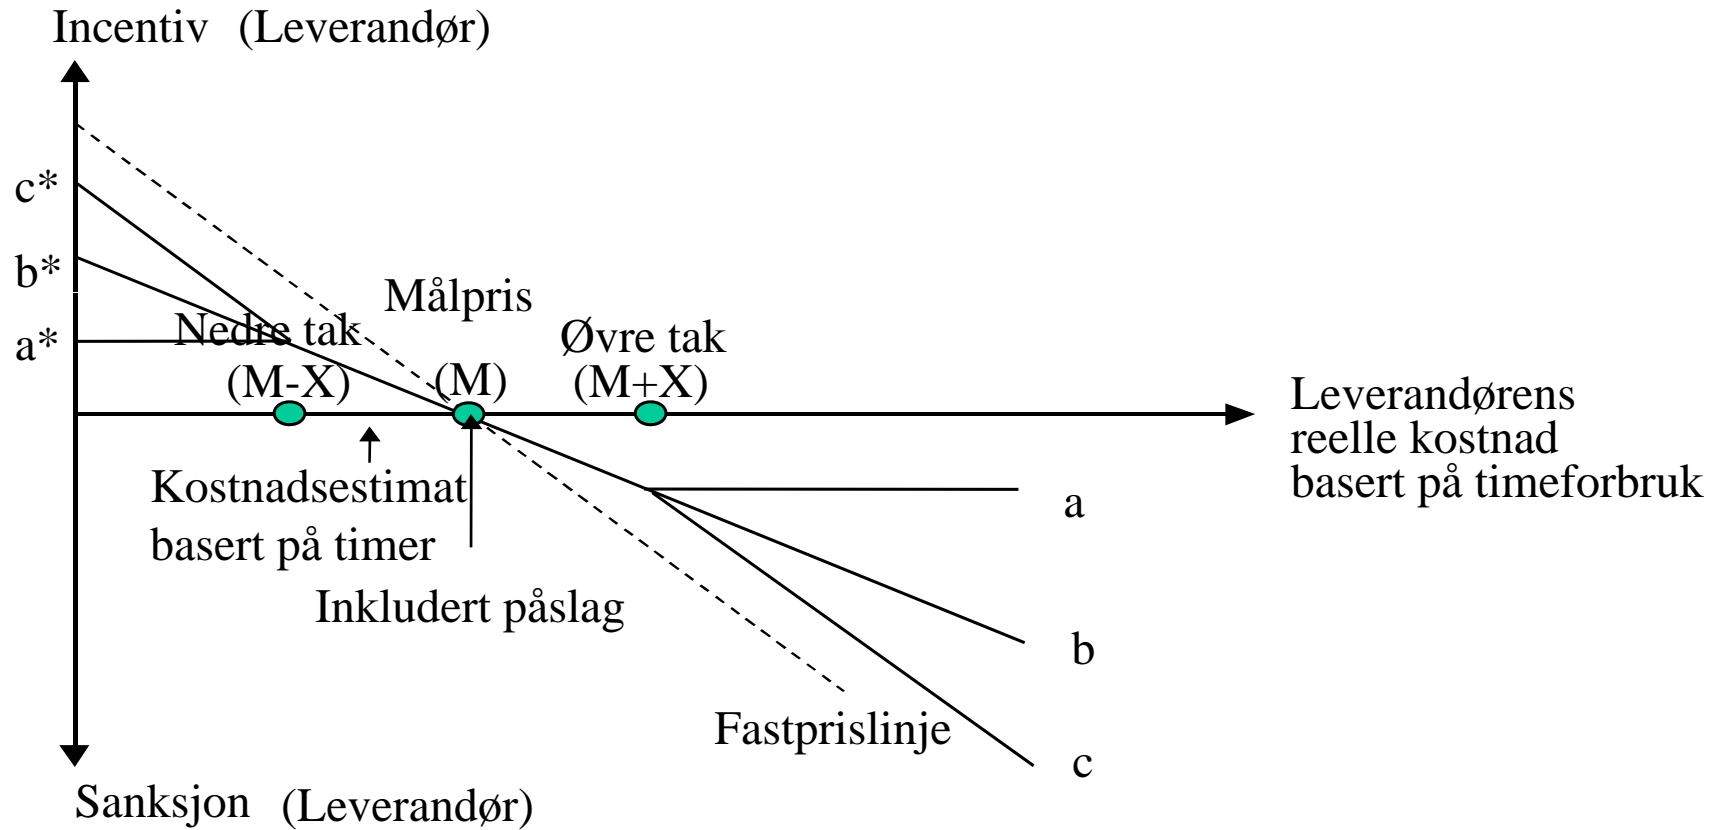 Incentiv (Leverandør)
c*
b*
Målpris
Nedre tak
Øvre tak
a*
(M-X)
(M)
(M+X)
Leverandørens
reelle kostnad
basert på timeforbruk
Kostnadsestimat
basert på timer
a
Inkludert påslag
b
Fastprislinje
c
Sanksjon (Leverandør)